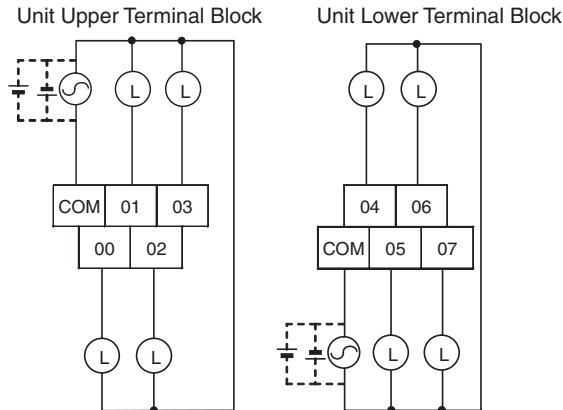 Unit Upper Terminal Block
Unit Lower Terminal Block
L L
L L
COM 01 03
00 02
04 06
COM 05 07
L L
L L